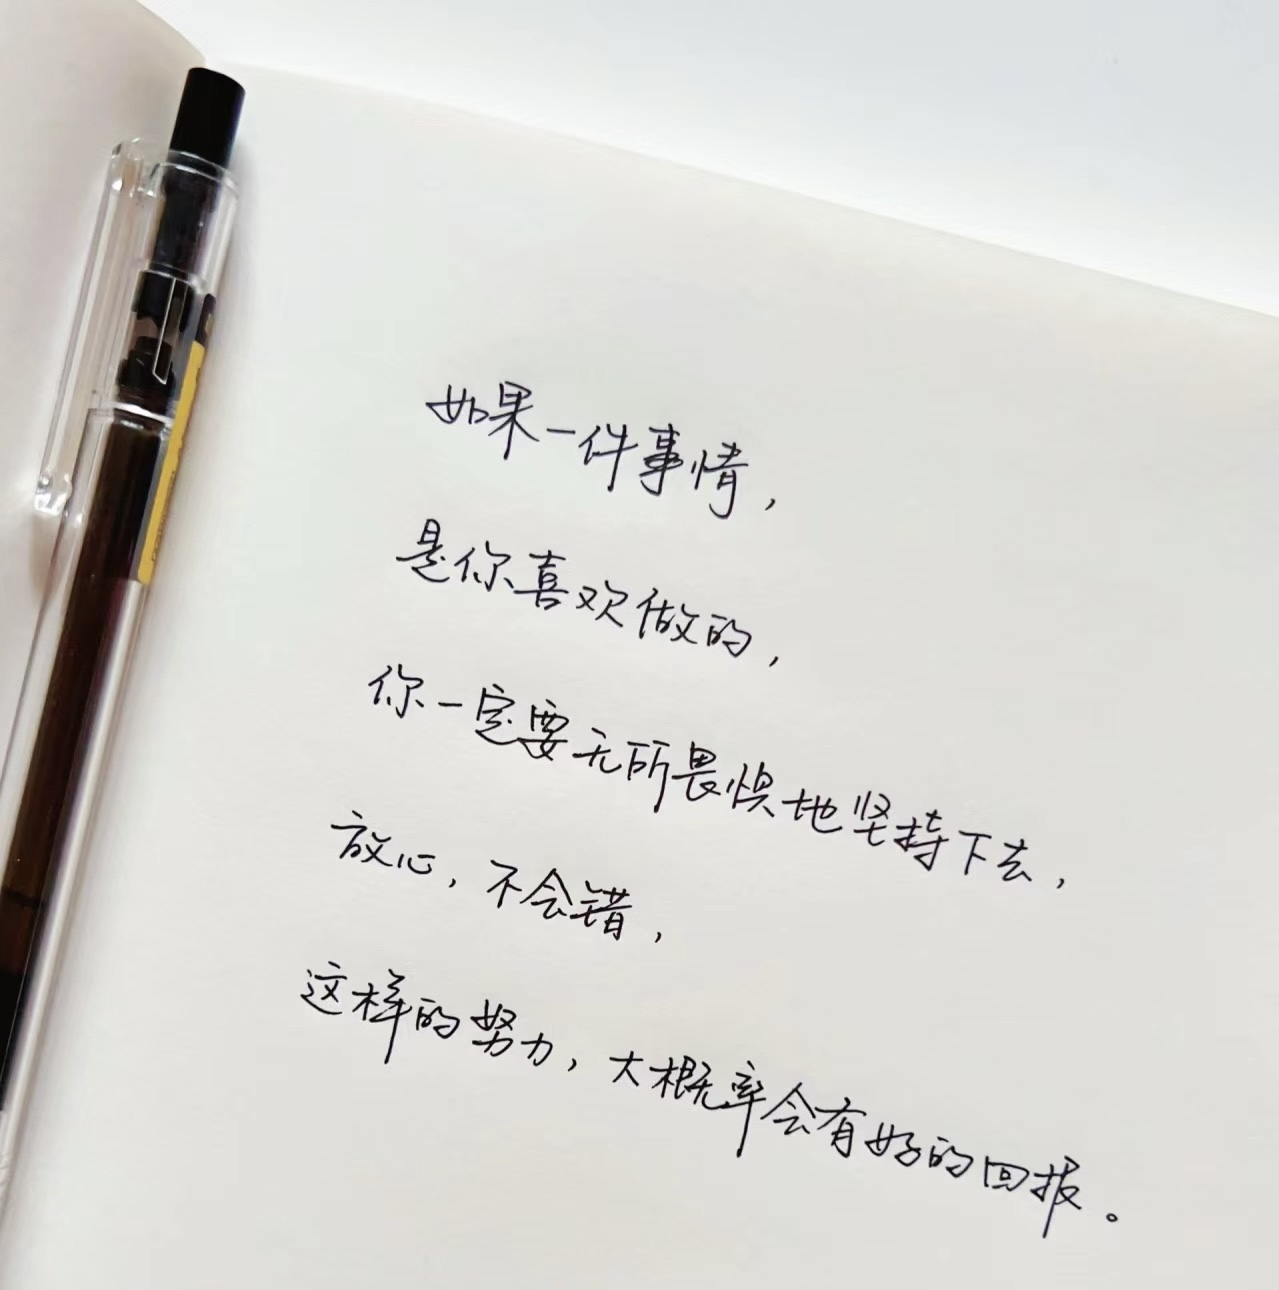 如果一件事情，
是你喜欢做的，
你一定要无所畏惧地坚持下去，
放心，不会错，
这样的努力，大概率会有好的回报。